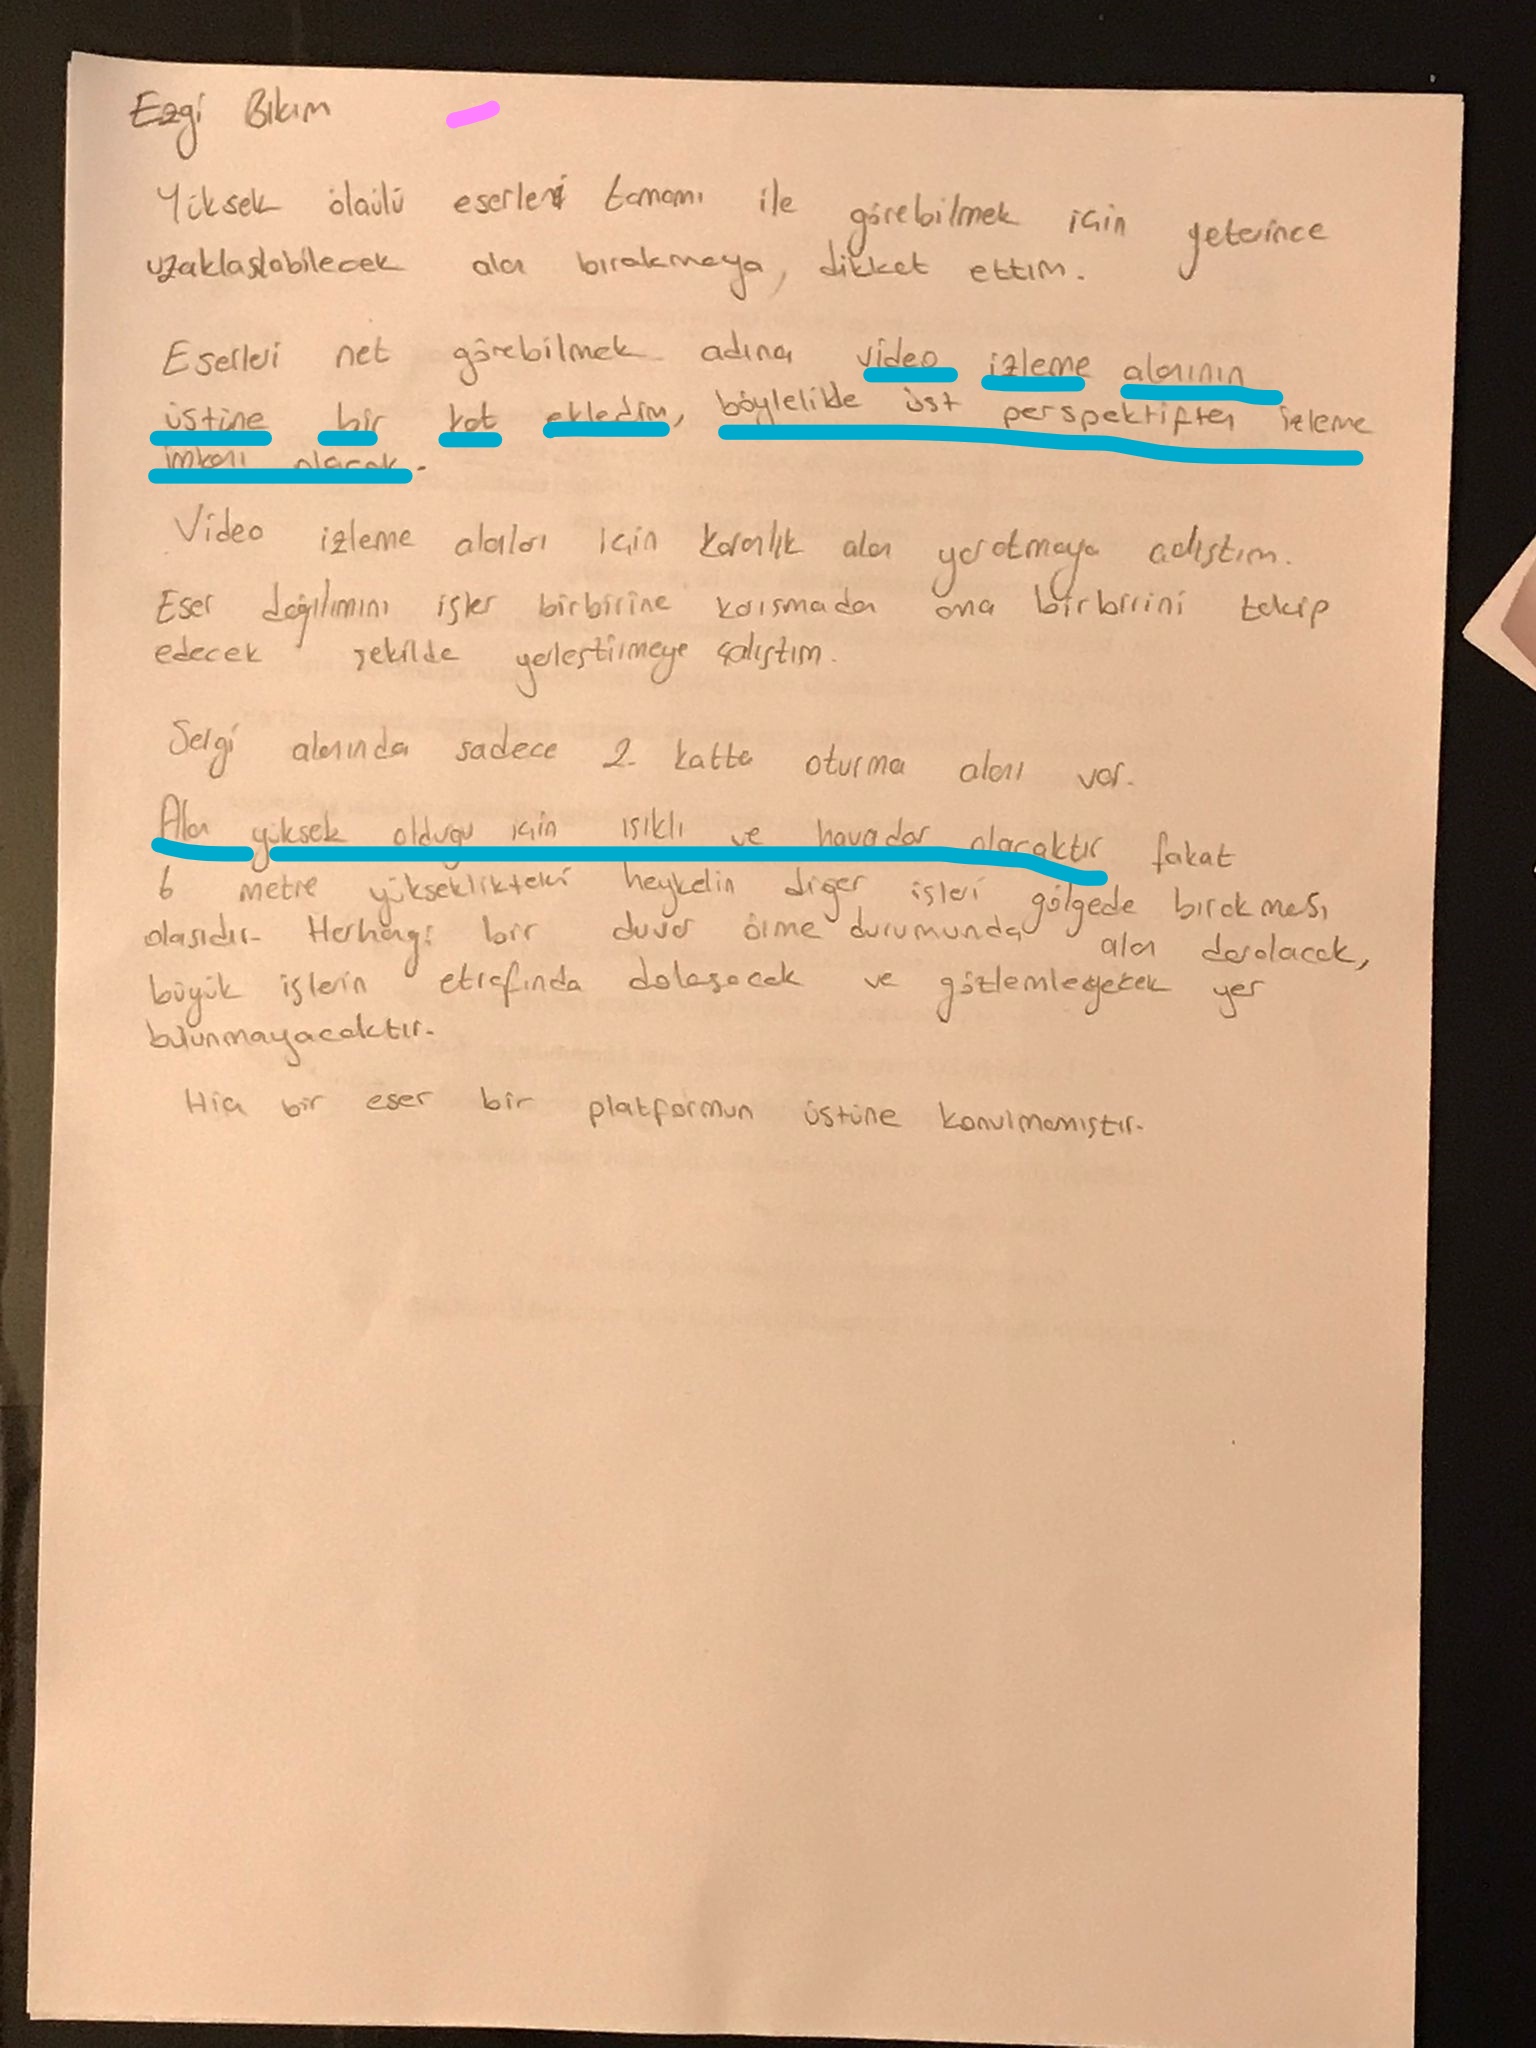 Ezgi Bıkım
Yüksek ölçülü eserleri tamamı ile görebilmek için yeterince
uzaklaşılabilecek alan bırakmaya, dikket ettim.
Eserleri net görebilmek adına video izleme alanının
üstüne bir kot ekledim, böylelikle üst perspektiften izleme
imkanı olacak.
Video izleme alanları için karanlık alan yaratmaya çalıştım.
Eser dağılımını işler birbirine karışmadan ama birbirini takip
edecek şekilde yerleştirmeye çalıştım.
Sergi alanında sadece 2. katta oturma alanı var.
Alan yüksek olduğu için ışıklı ve havadar olacaktır fakat
6 metre yükseklikteki heykelin diğer işleri gölgede bırakması
olasıdır. Herhangi bir duvar örme durumunda alan daralacak,
büyük işlerin etrafında dolaşacak ve gözlemleyecek yer
bulunmayacaktır.
Hiç bir eser bir platformun üstüne konulmamıştır.